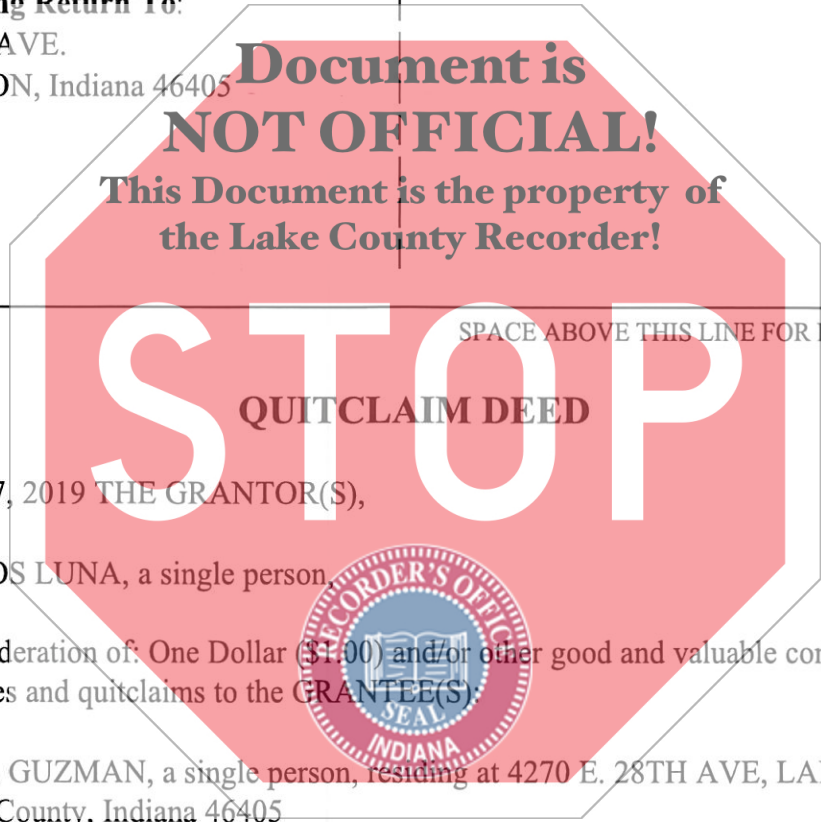 ng Return To:
AVE.
ON, Indiana 46405
Document is
NOT OFFICIAL!
This Document is the property of
the Lake County Recorder!
SPACE ABOVE THIS LINE FOR
STOP
QUITCLAIM DEED
7, 2019 THE GRANTOR(S),
OS LUNA, a single person,
RECORDER'S OFFIC
deration of: One Dollar ($1.00) and/or other good and valuable con
es and quitclaims to the GRANTEE(S):
SEAL
INDIANA
GUZMAN, a single person, residing at 4270 E. 28TH AVE, LA
County, Indiana 46405